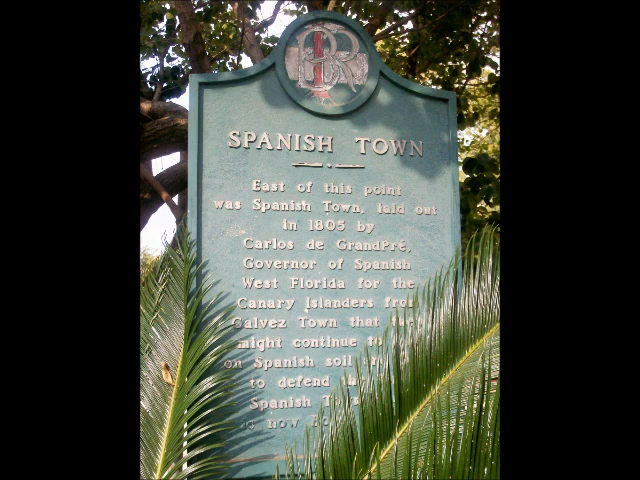 BR
SPANISH TOWN
East of this point
was Spanish Town, laid out
in 1805 by
Carlos de GrandPré,
Governor of Spanish
West Florida for the
Canary Islanders
Galvez Town that
might continue to
on Spanish soil
to defend
Spanish
now